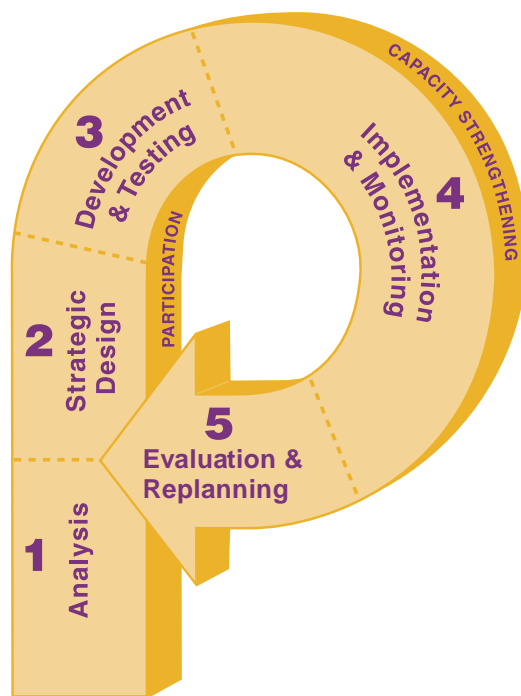 1
Analysis
2
Strategic
Design
3
Development
& Testing
4
Implementation
& Monitoring
5
Evaluation &
Replanning
PARTICIPATION
CAPACITY STRENGTHENING